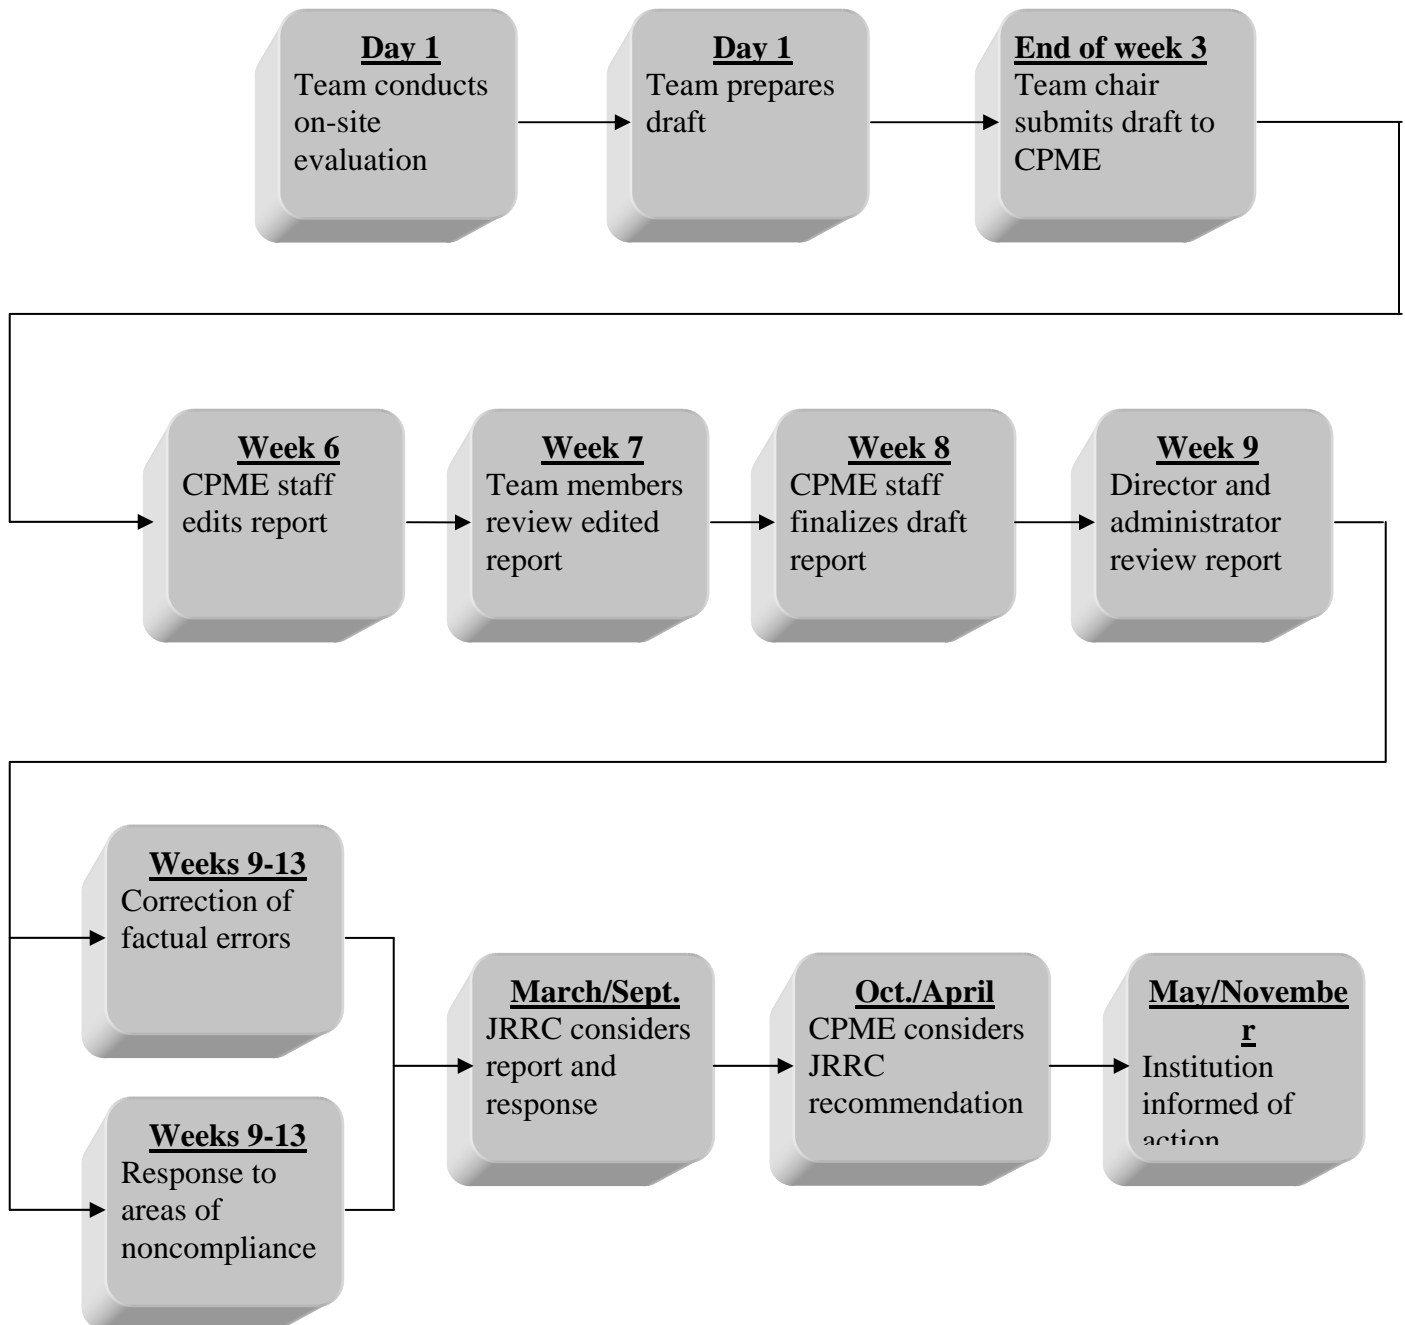 Day 1
Team conducts
on-site
evaluation
Day 1
Team prepares
draft
End of week 3
Team chair
submits draft to
CPME
Week 6
CPME staff
edits report
Week 7
Team members
review edited
report
Week 8
CPME staff
finalizes draft
report
Week 9
Director and
administrator
review report
Weeks 9-13
Correction of
factual errors
Weeks 9-13
Response to
areas of
noncompliance
March/Sept.
JRRC considers
report and
response
Oct./April
CPME considers
JRRC
recommendation
May/Novembe
r
Institution
informed of
action